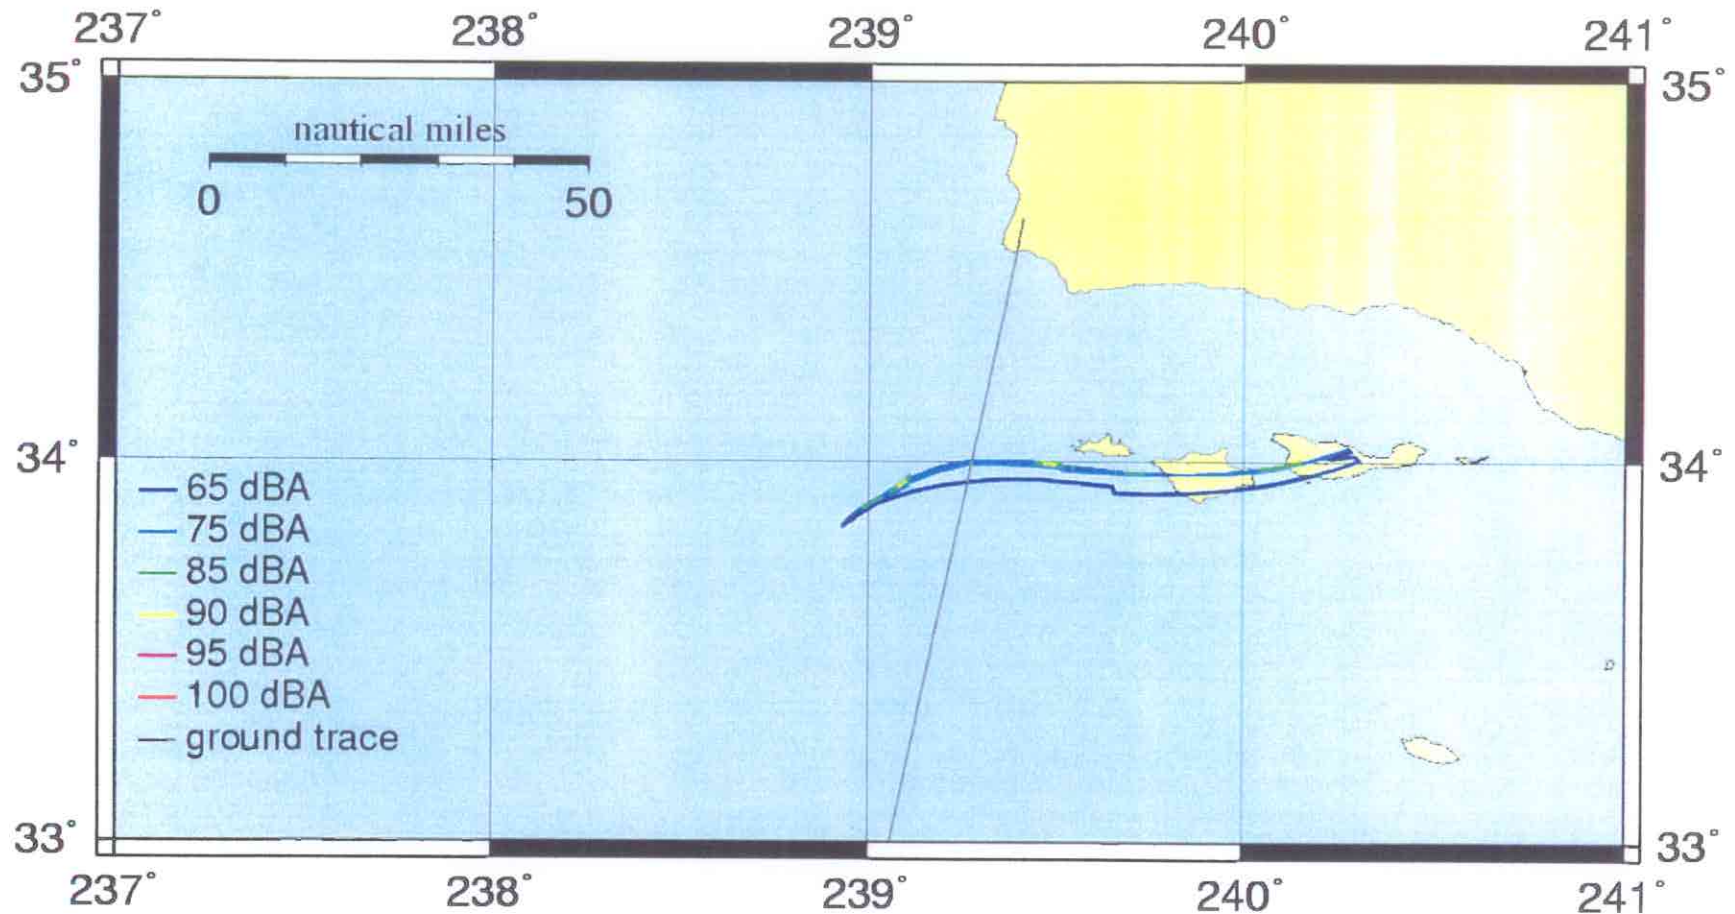 237° 238° 239° 240° 241°
35° 35°
nautical miles
0 50
34° 34°
65 dBA
75 dBA
85 dBA
90 dBA
95 dBA
100 dBA
ground trace
33° 33°
237° 238° 239° 240° 241°